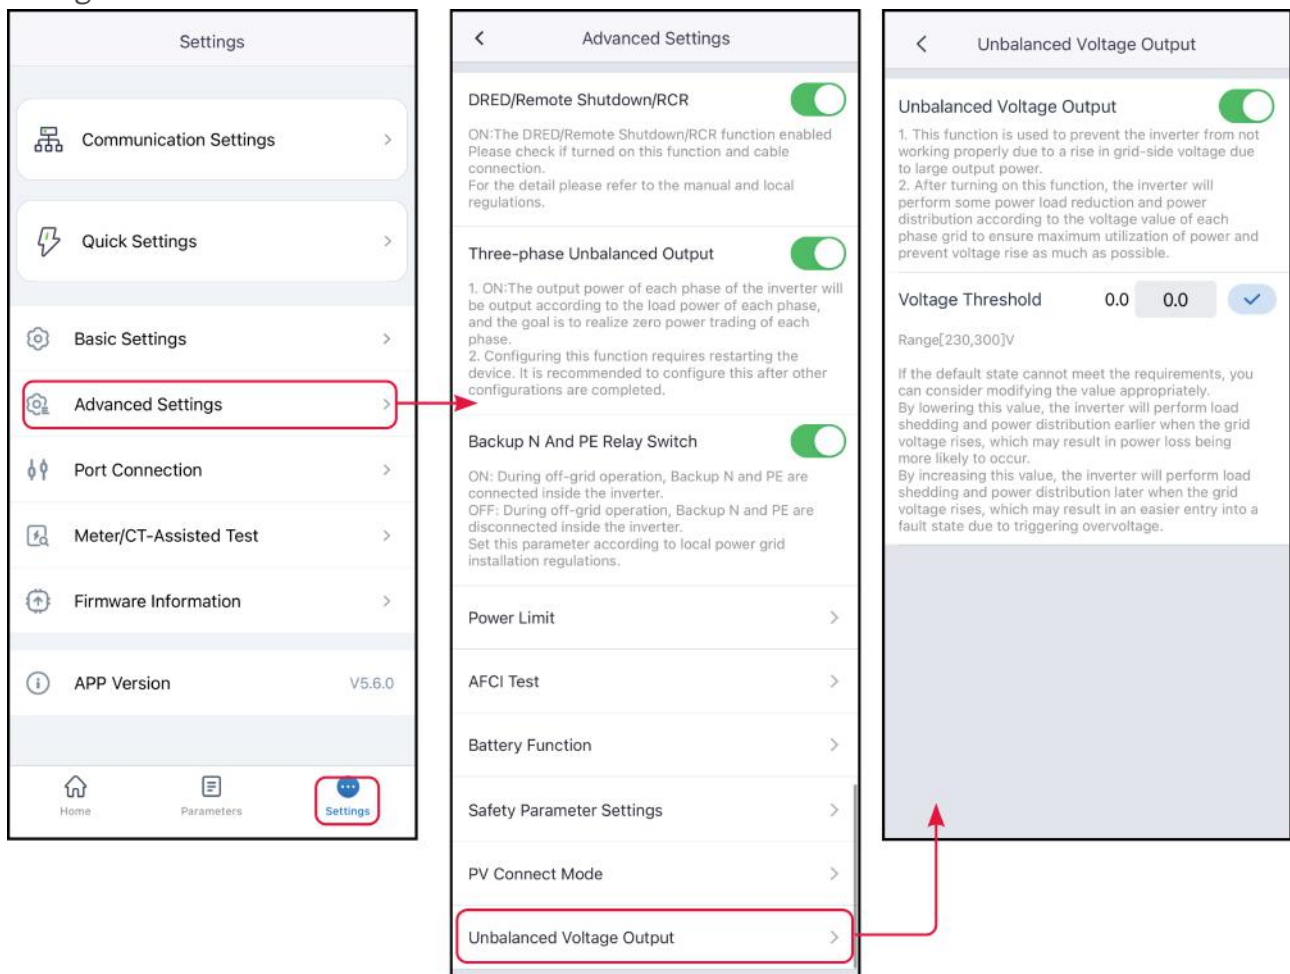 Settings
Communication Settings
Quick Settings
Basic Settings
Advanced Settings
Port Connection
Meter/CT-Assisted Test
Firmware Information
APP Version V5.6.0
Home Parameters Settings
Advanced Settings
DRED/Remote Shutdown/RCR
ON:The DRED/Remote Shutdown/RCR function enabled
Please check if turned on this function and cable
connection.
For the detail please refer to the manual and local
regulations.
Three-phase Unbalanced Output
1. ON:The output power of each phase of the inverter will
be output according to the load power of each phase,
and the goal is to realize zero power trading of each
phase.
2. Configuring this function requires restarting the
device. It is recommended to configure this after other
configurations are completed.
Backup N And PE Relay Switch
ON: During off-grid operation, Backup N and PE are
connected inside the inverter.
OFF: During off-grid operation, Backup N and PE are
disconnected inside the inverter.
Set this parameter according to local power grid
installation regulations.
Power Limit
AFCI Test
Battery Function
Safety Parameter Settings
PV Connect Mode
Unbalanced Voltage Output
Unbalanced Voltage Output
Unbalanced Voltage Output
1. This function is used to prevent the inverter from not
working properly due to a rise in grid-side voltage due
to large output power.
2. After turning on this function, the inverter will
perform some power load reduction and power
distribution according to the voltage value of each
phase grid to ensure maximum utilization of power and
prevent voltage rise as much as possible.
Voltage Threshold 0.0 0.0
Range[230,300]V
If the default state cannot meet the requirements, you
can consider modifying the value appropriately.
By lowering this value, the inverter will perform load
shedding and power distribution earlier when the grid
voltage rises, which may result in power loss being
more likely to occur.
By increasing this value, the inverter will perform load
shedding and power distribution later when the grid
voltage rises, which may result in an easier entry into a
fault state due to triggering overvoltage.